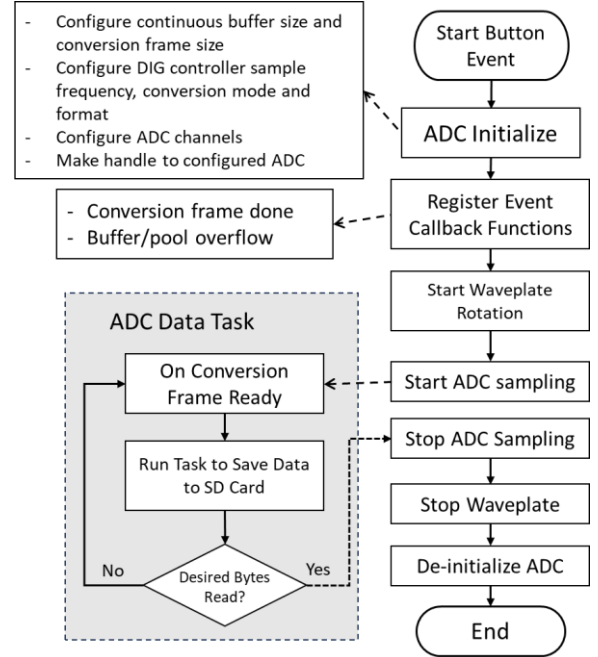 - Configure continuous buffer size and
conversion frame size
- Configure DIG controller sample
frequency, conversion mode and
format
- Configure ADC channels
- Make handle to configured ADC
Start Button
Event
ADC Initialize
- Conversion frame done
- Buffer/pool overflow
Register Event
Callback Functions
Start Waveplate
Rotation
ADC Data Task
On Conversion
Frame Ready
Start ADC sampling
Run Task to Save Data
to SD Card
Stop ADC Sampling
Stop Waveplate
No
Desired Bytes
Read?
Yes
De-initialize ADC
End